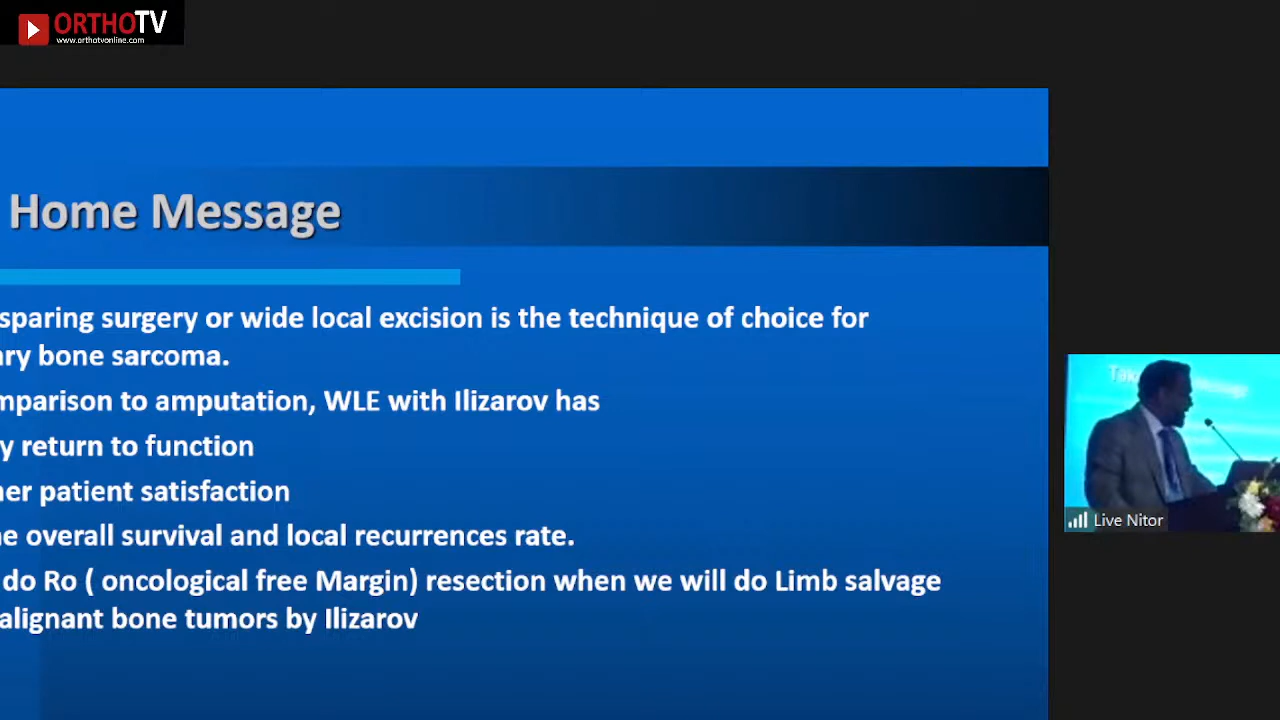 ORTHOTV
www.orthotvonline.com
Home Message
sparing surgery or wide local excision is the technique of choice for
ary bone sarcoma.
mparison to amputation, WLE with Ilizarov has
y return to function
her patient satisfaction
e overall survival and local recurrences rate.
do Ro ( oncological free Margin) resection when we will do Limb salvage
alignant bone tumors by Ilizarov
Live Nitor